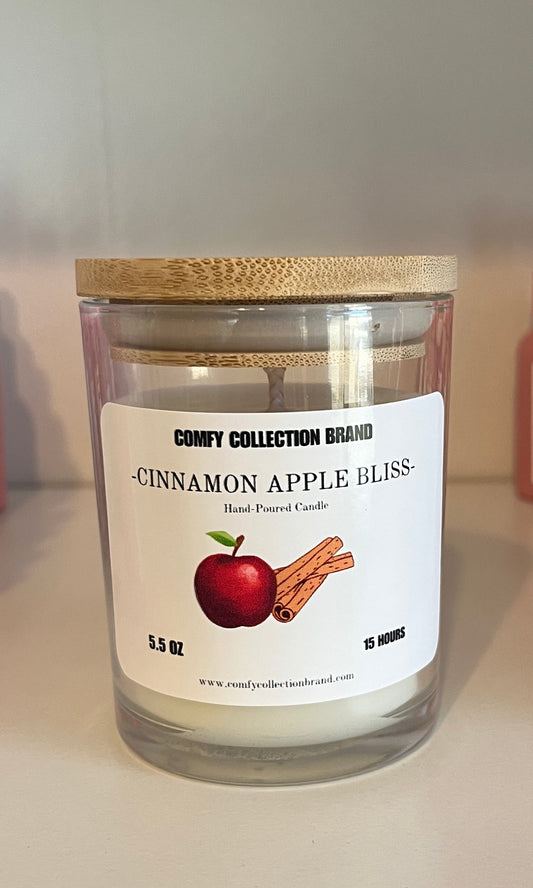 COMFY COLLECTION BRAND
-CINNAMON APPLE BLISS-
Hand-Poured Candle
5.5 OZ
15 HOURS
www.comfycollectionbrand.com